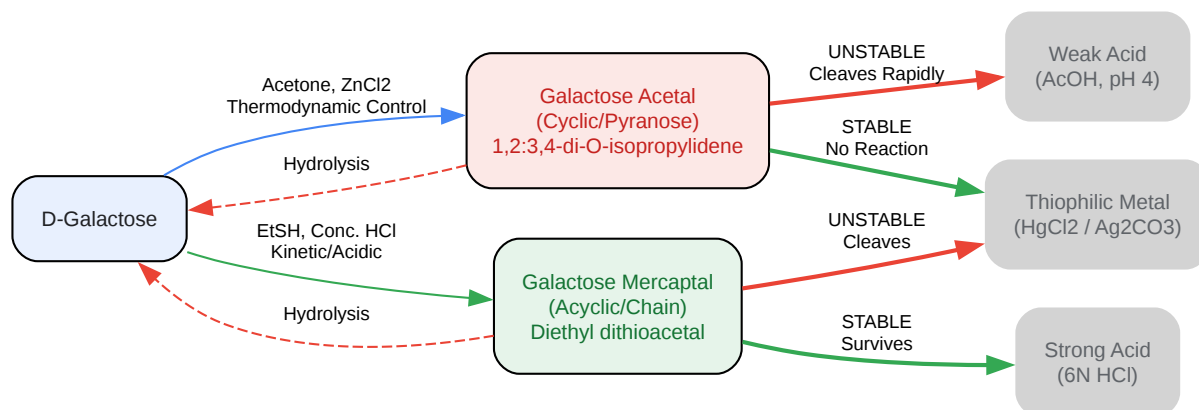 D-Galactose
Acetone, ZnCl2
Thermodynamic Control
Hydrolysis
EtSH, Conc. HCl
Kinetic/Acidic
Hydrolysis
Galactose Acetal
(Cyclic/Pyranose)
1,2:3,4-di-O-isopropylidene
Galactose Mercaptal
(Acyclic/Chain)
Diethyl dithioacetal
UNSTABLE
Cleaves Rapidly
STABLE
No Reaction
UNSTABLE
Cleaves
STABLE
Survives
Weak Acid
(AcOH, pH 4)
Thiophilic Metal
(HgCl2 / Ag2CO3)
Strong Acid
(6N HCl)